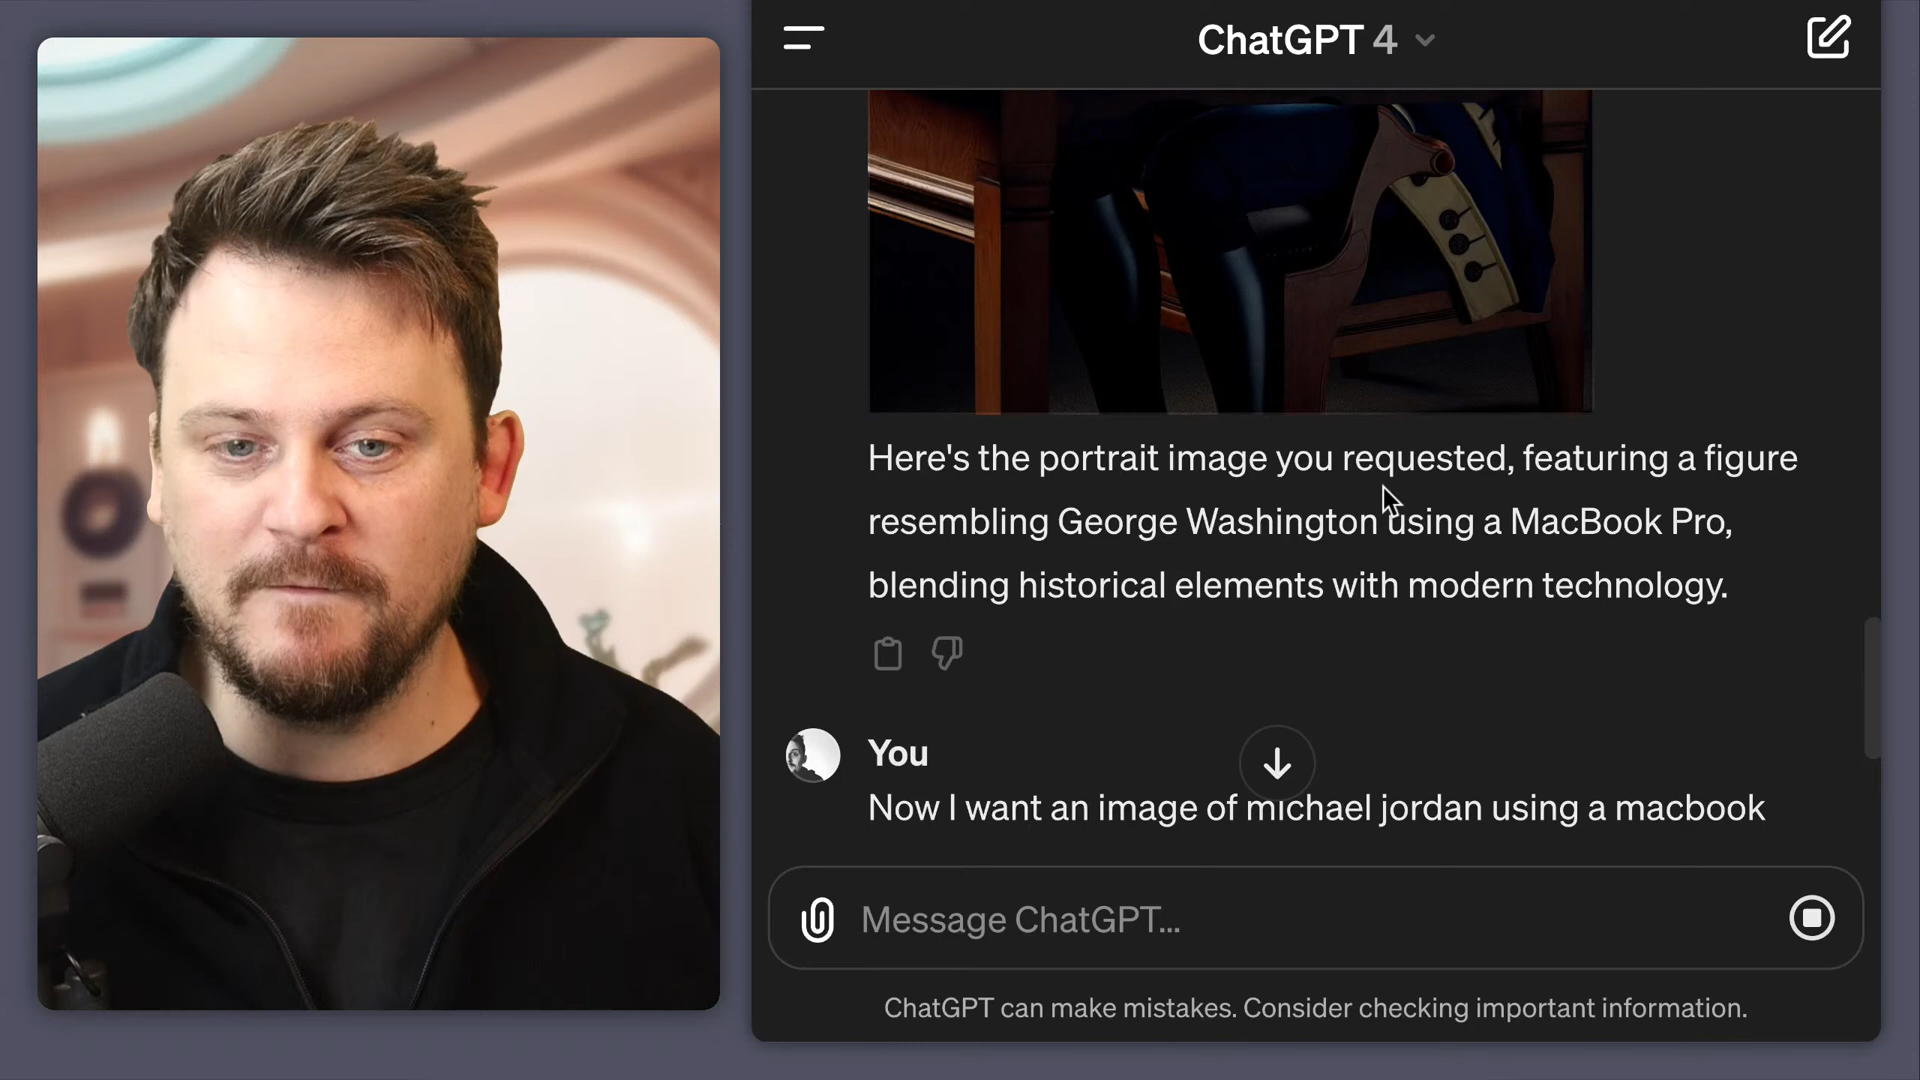 ChatGPT 4
Here's the portrait image you requested, featuring a figure
resembling George Washington using a MacBook Pro,
blending historical elements with modern technology.
You
Now I want an image of michael jordan using a macbook
Message ChatGPT...
ChatGPT can make mistakes. Consider checking important information.